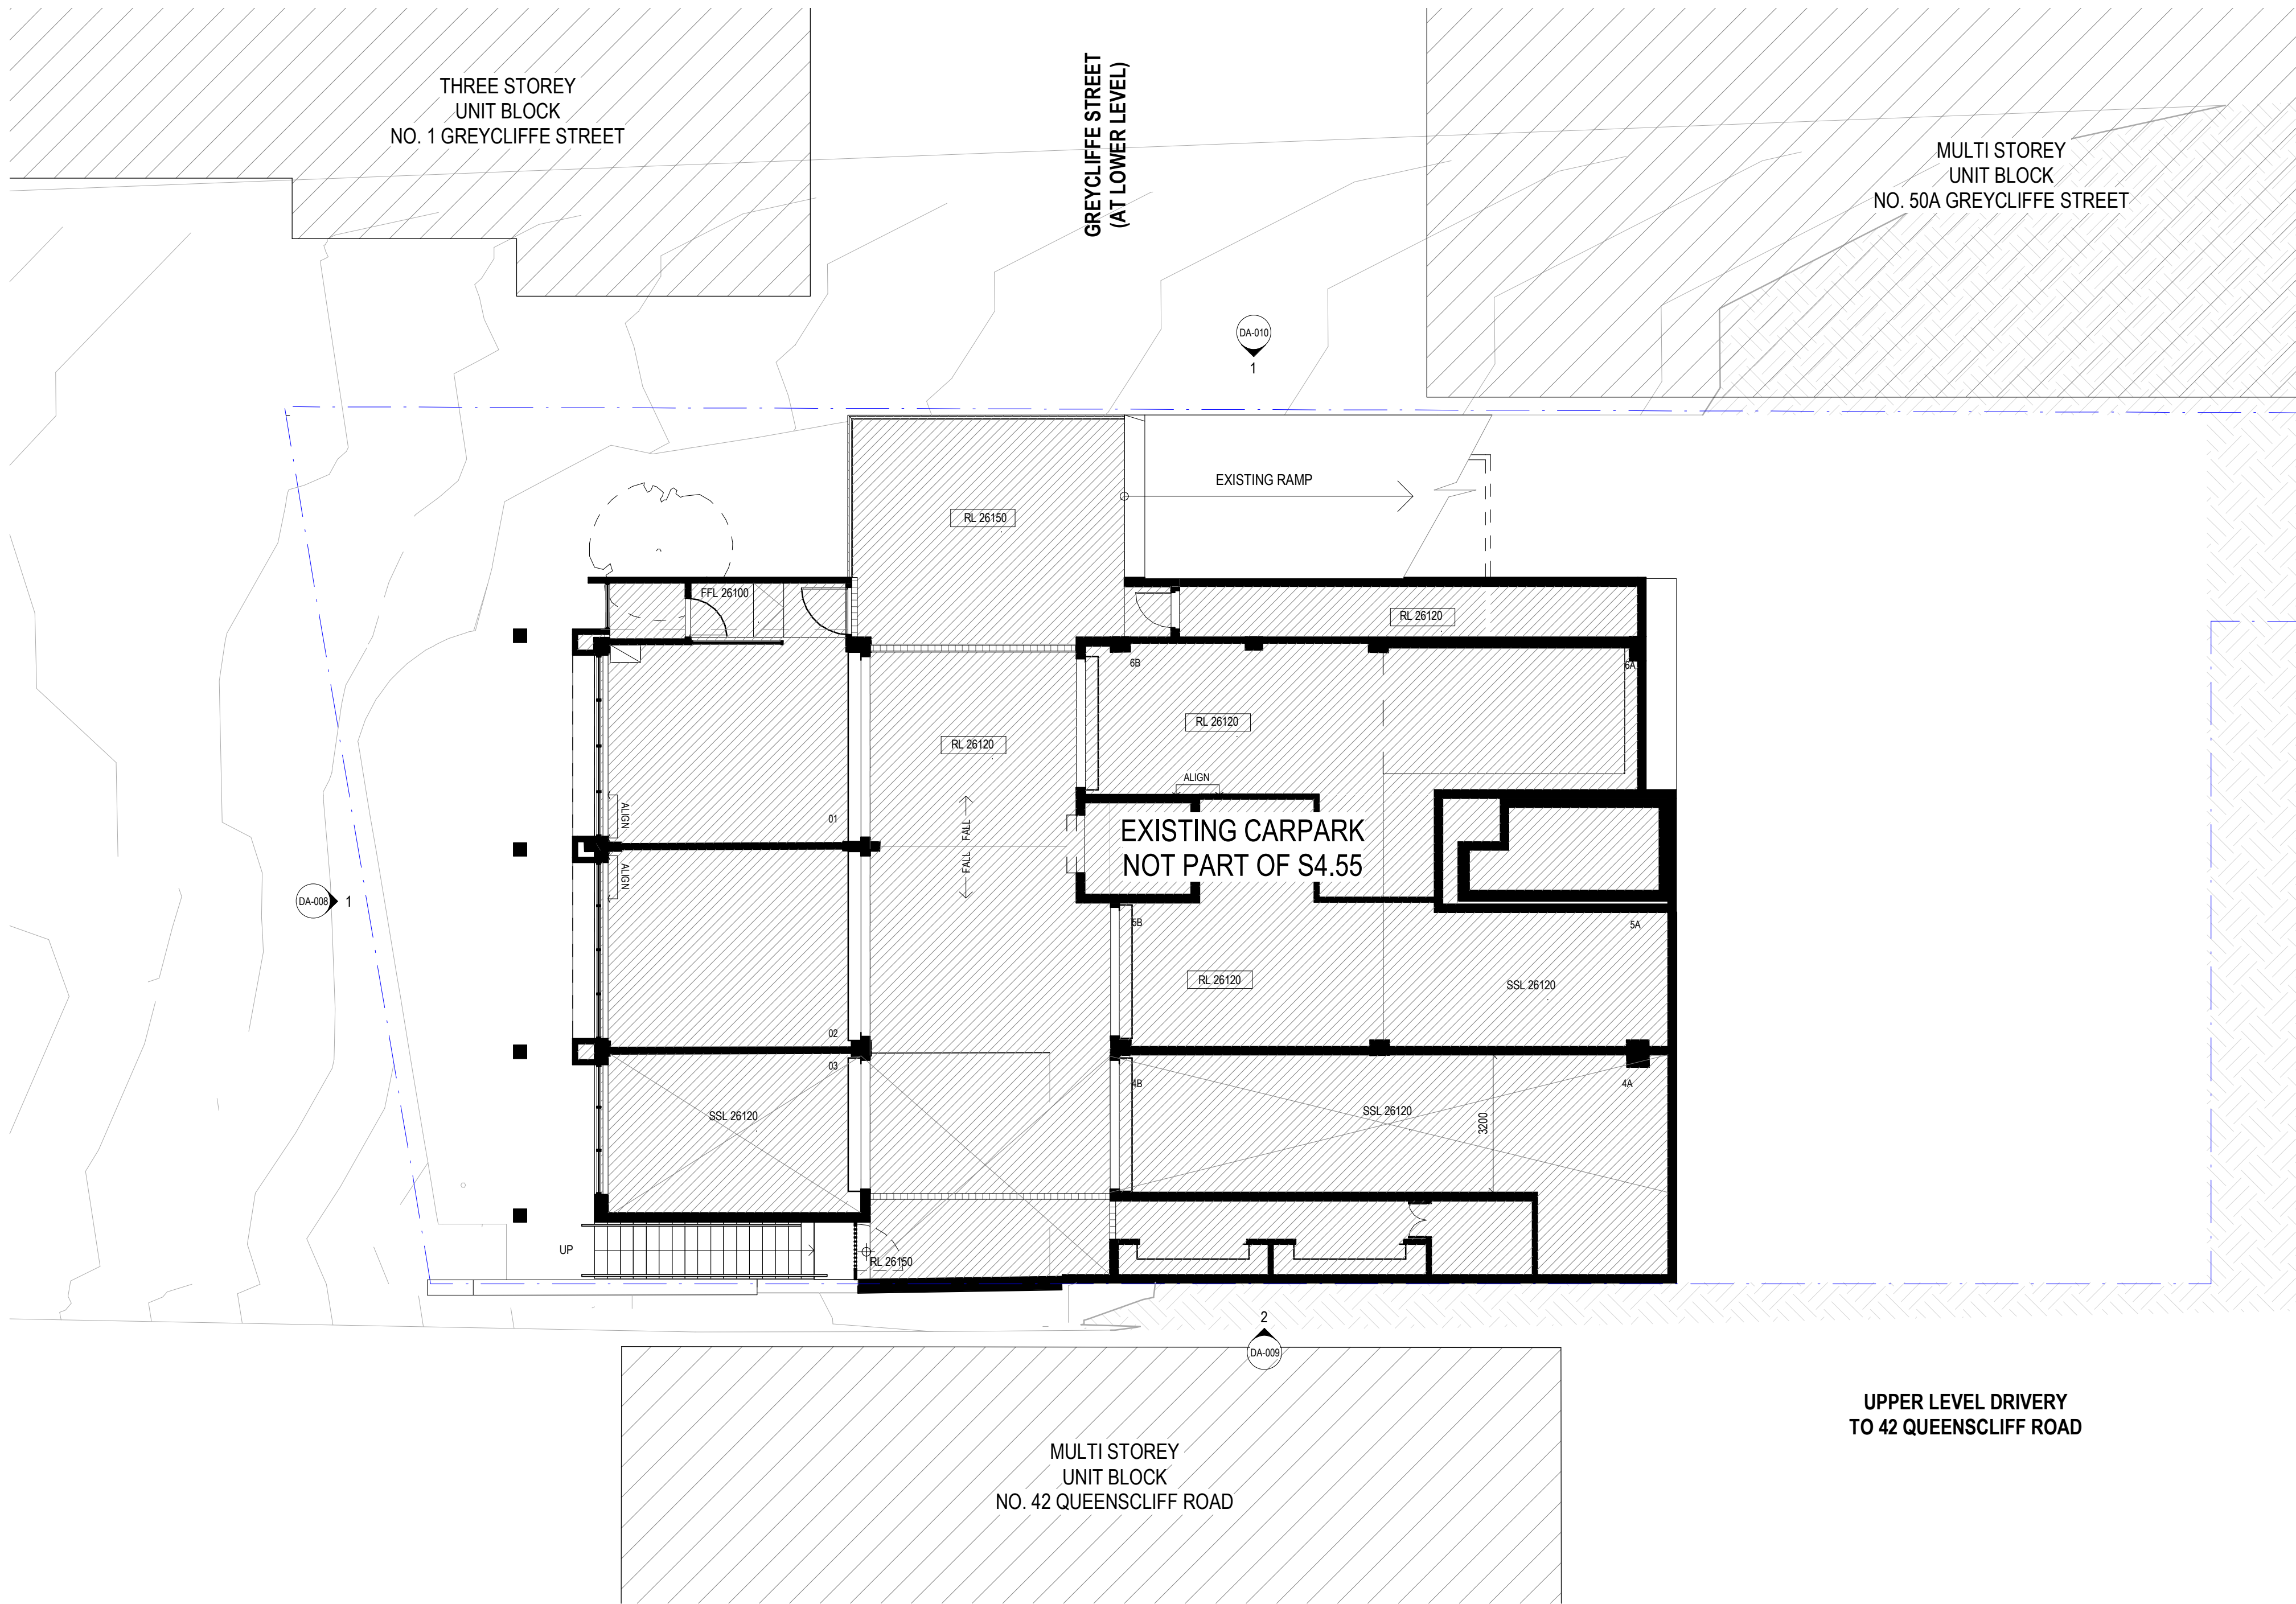 THREE STOREY
UNIT BLOCK
NO. 1 GREYCLIFFE STREET
GREYCLIFFE STREET
(AT LOWER LEVEL)
MULTI STOREY
UNIT BLOCK
NO. 50A GREYCLIFFE STREET
DA-010
1
EXISTING RAMP
RL 26150
FFL 26100
RL 26120
6B
6A
RL 26120
RL 26120
ALIGN
ALIGN
01
FALL
EXISTING CARPARK
NOT PART OF S4.55
FALL
ALIGN
DA-008
1
5B
5A
RL 26120
SSL 26120
02
03
4B
4A
SSL 26120
SSL 26120
3200
UP
RL 26150
2
DA-009
MULTI STOREY
UNIT BLOCK
NO. 42 QUEENSCLIFF ROAD
UPPER LEVEL DRIVERY
TO 42 QUEENSCLIFF ROAD